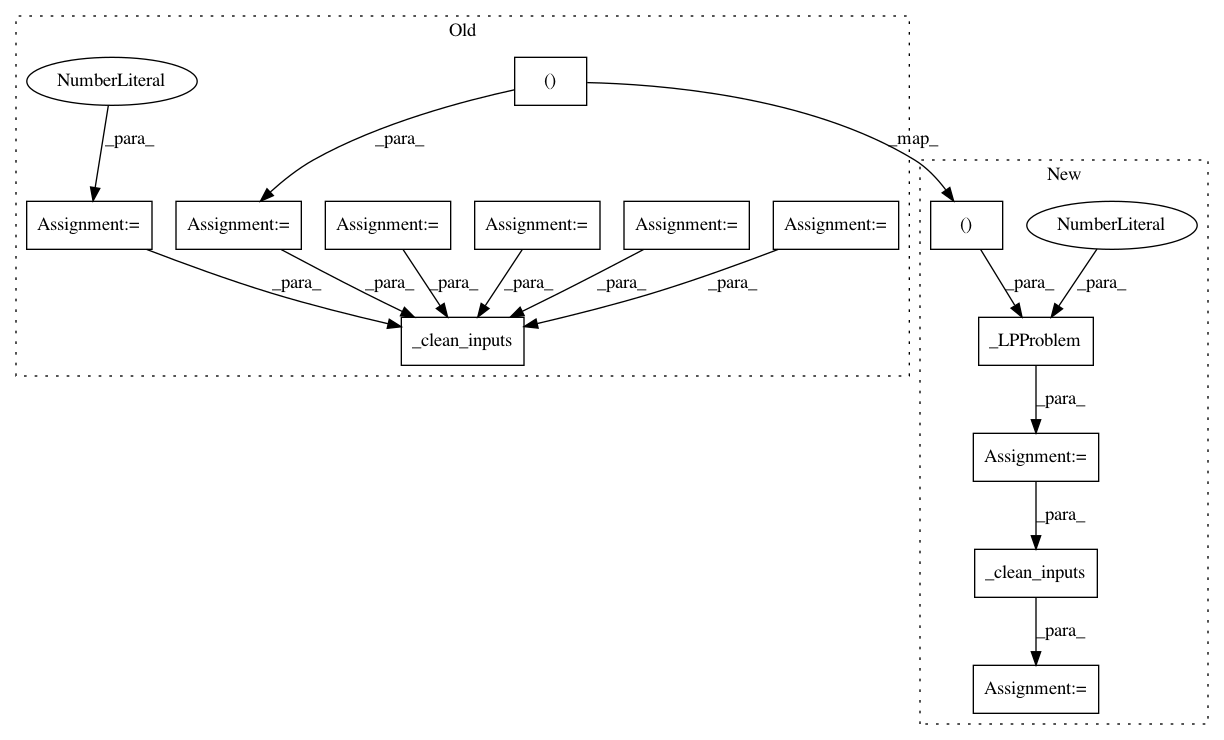 Old
NumberLiteral
()
_para_
_para_
_map_
New
Assignment:=
Assignment:=
Assignment:=
Assignment:=
Assignment:=
Assignment:=
()
NumberLiteral
_para_
_para_
_para_
_para_
_para_
_para_
_para_
_para_
_clean_inputs
_LPProblem
_para_
Assignment:=
_para_
_clean_inputs
_para_
Assignment:=